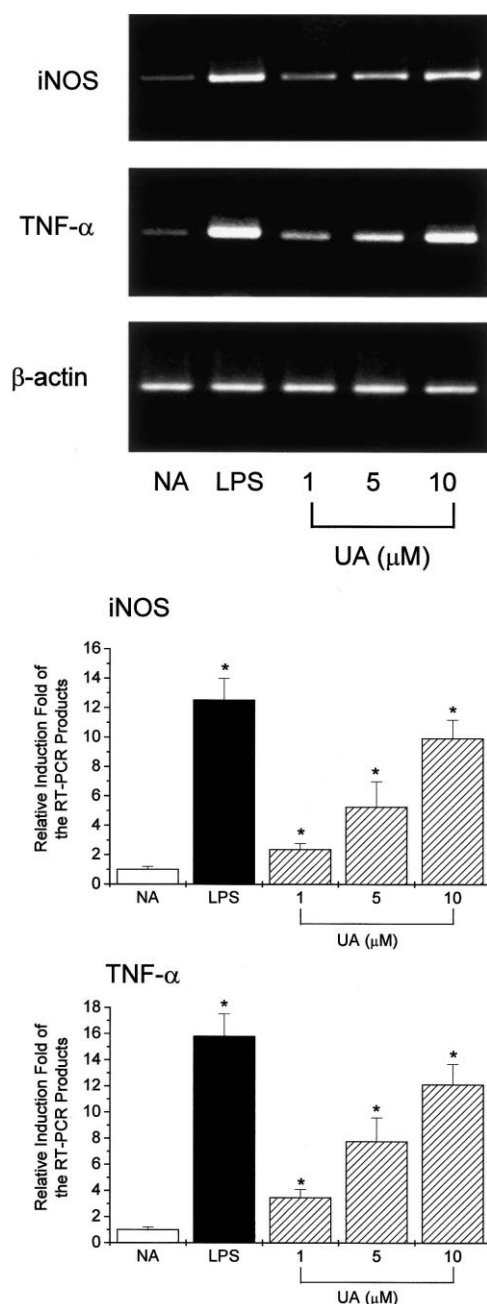 iNOS
TNF-α
β-actin
NA LPS 1 5 10
UA (μM)
iNOS
Relative Induction Fold of
the RT-PCR Products
16
14
12
10
8
6
4
2
0
*
*
*
*
NA LPS 1 5 10
UA (μM)
TNF-α
Relative Induction Fold of
the RT-PCR Products
18
16
14
12
10
8
6
4
2
0
*
*
*
*
NA LPS 1 5 10
UA (μM)